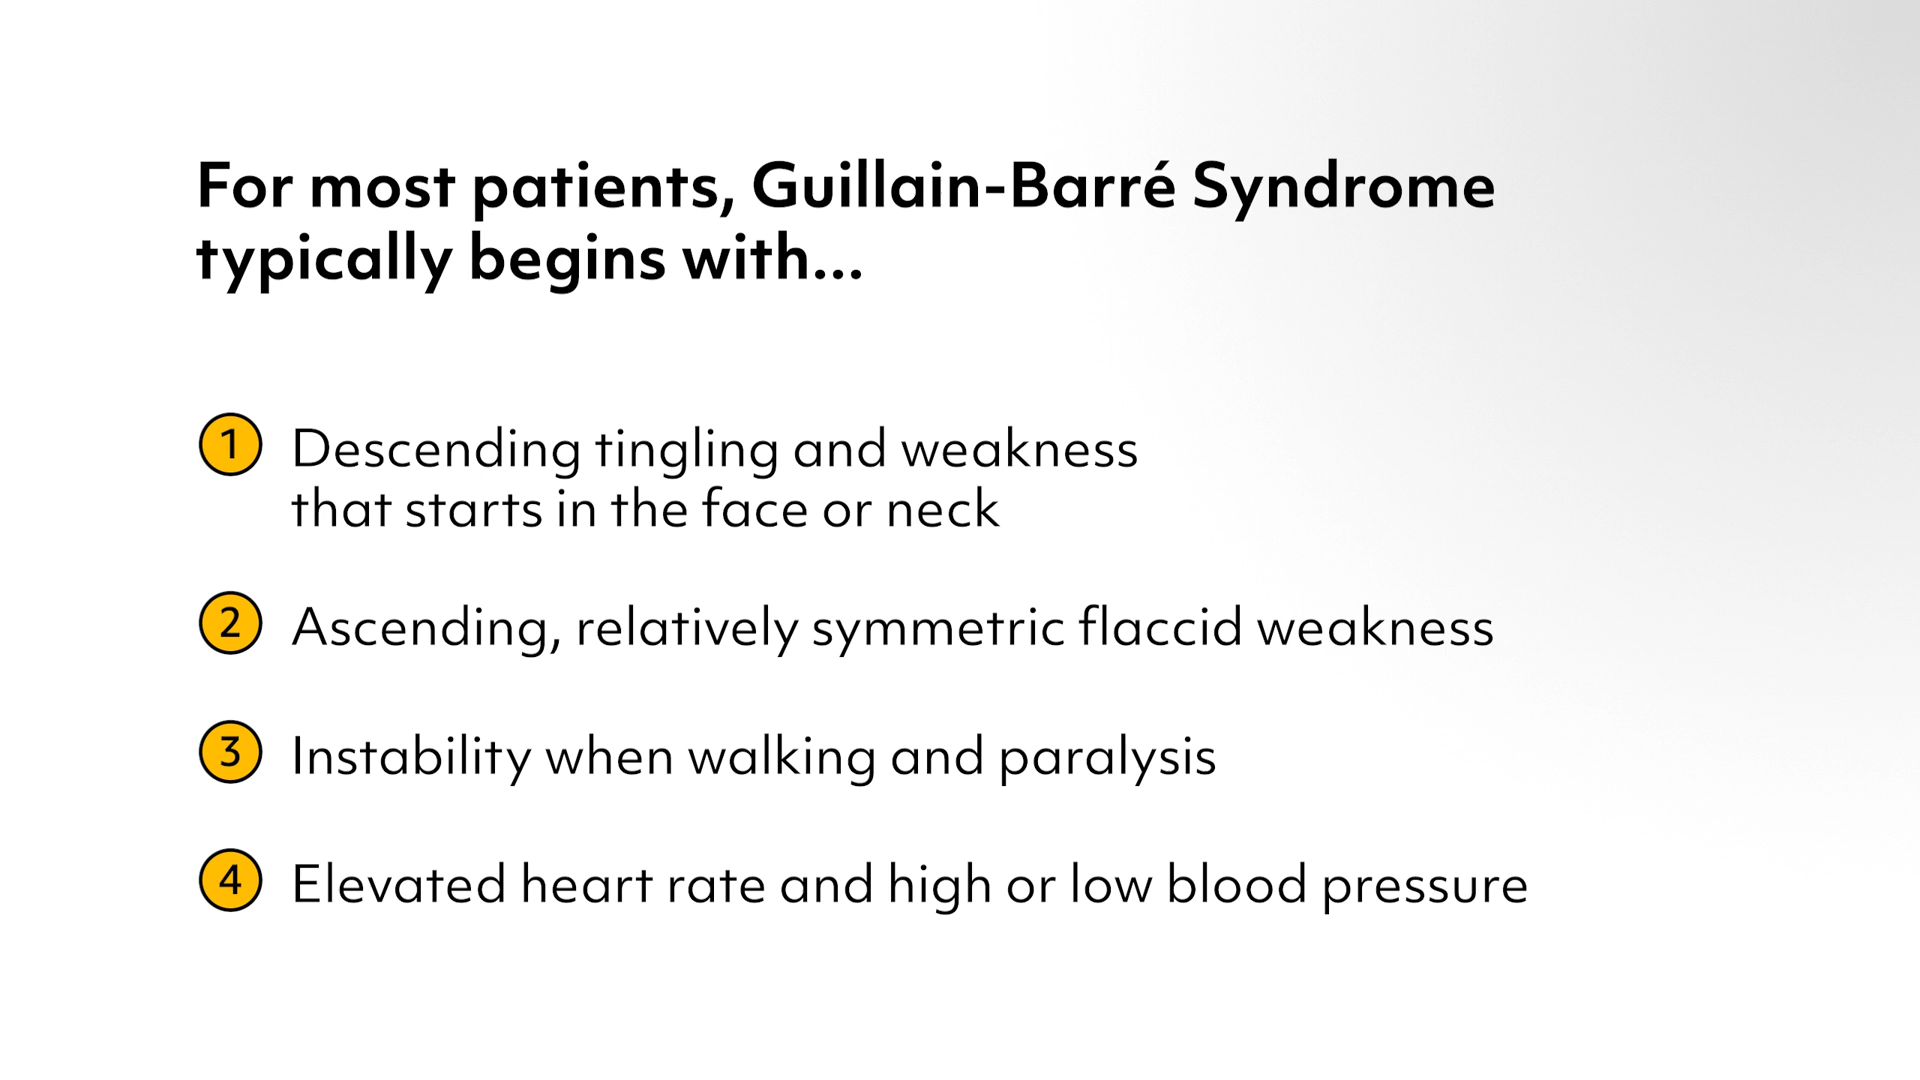 For most patients, Guillain-Barré Syndrome
typically begins with...
1 Descending tingling and weakness
that starts in the face or neck
2 Ascending, relatively symmetric flaccid weakness
3 Instability when walking and paralysis
4 Elevated heart rate and high or low blood pressure